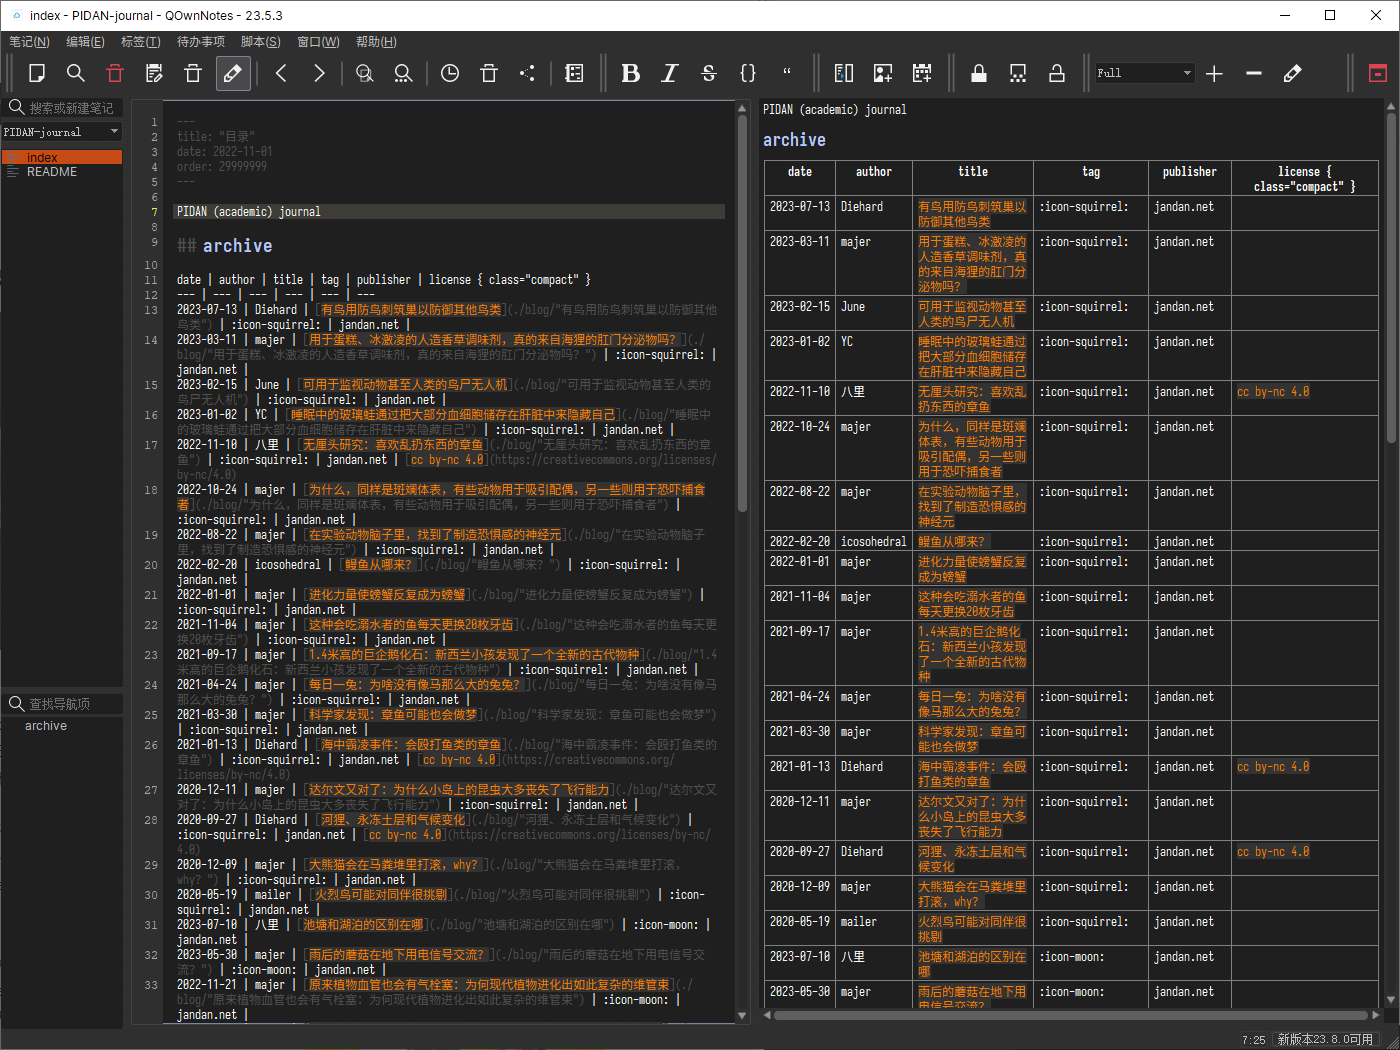 index - PIDAN-journal - QOwnNotes - 23.5.3
笔记(N) 编辑(E) 标签(T) 待办事项 脚本(S) 窗口(W) 帮助(H)
Full
搜索或新建笔记
PIDAN-journal
index
README
查找导航项
archive
1 ---
2 title: "目录"
3 date: 2022-11-01
4 order: 29999999
5 ---
6
7 PIDAN (academic) journal
8
9 ## archive
10
11 date | author | title | tag | publisher | license { class="compact" }
12 --- | --- | --- | --- | --- | ---
13 2023-07-13 | Diehard | [有鸟用防鸟刺筑巢以防御其他鸟类](./blog/"有鸟用防鸟刺筑巢以防御其他
鸟类") | :icon-squirrel: | jandan.net |
14 2023-03-11 | majer | [用于蛋糕、冰激凌的人造香草调味剂，真的来自海狸的肛门分泌物吗？](./
blog/"用于蛋糕、冰激凌的人造香草调味剂，真的来自海狸的肛门分泌物吗？") | :icon-squirrel: |
jandan.net |
15 2023-02-15 | June | [可用于监视动物甚至人类的鸟尸无人机](./blog/"可用于监视动物甚至人类的
鸟尸无人机") | :icon-squirrel: | jandan.net |
16 2023-01-02 | YC | [睡眠中的玻璃蛙通过把大部分血细胞储存在肝脏中来隐藏自己](./blog/"睡眠中
的玻璃蛙通过把大部分血细胞储存在肝脏中来隐藏自己") | :icon-squirrel: | jandan.net |
17 2022-11-10 | 八里 | [无厘头研究：喜欢乱扔东西的章鱼](./blog/"无厘头研究：喜欢乱扔东西的章
鱼") | :icon-squirrel: | jandan.net | [cc by-nc 4.0](https://creativecommons.org/licenses/
by-nc/4.0)
18 2022-10-24 | majer | [为什么，同样是斑斓体表，有些动物用于吸引配偶，另一些则用于恐吓捕食
者](./blog/"为什么，同样是斑斓体表，有些动物用于吸引配偶，另一些则用于恐吓捕食者") |
:icon-squirrel: | jandan.net |
19 2022-08-22 | majer | [在实验动物脑子里，找到了制造恐惧感的神经元](./blog/"在实验动物脑子
里，找到了制造恐惧感的神经元") | :icon-squirrel: | jandan.net |
20 2022-02-20 | icosohedral | [鳗鱼从哪来？](./blog/"鳗鱼从哪来？") | :icon-squirrel: |
jandan.net |
21 2022-01-01 | majer | [进化力量使螃蟹反复成为螃蟹](./blog/"进化力量使螃蟹反复成为螃蟹") |
:icon-squirrel: | jandan.net |
22 2021-11-04 | majer | [这种会吃溺水者的鱼每天更换20枚牙齿](./blog/"这种会吃溺水者的鱼每天更
换20枚牙齿") | :icon-squirrel: | jandan.net |
23 2021-09-17 | majer | [1.4米高的巨企鹅化石：新西兰小孩发现了一个全新的古代物种](./blog/"1.4
米高的巨企鹅化石：新西兰小孩发现了一个全新的古代物种") | :icon-squirrel: | jandan.net |
24 2021-04-24 | majer | [每日一兔：为啥没有像马那么大的兔兔？](./blog/"每日一兔：为啥没有像马
那么大的兔兔？") | :icon-squirrel: | jandan.net |
25 2021-03-30 | majer | [科学家发现：章鱼可能也会做梦](./blog/"科学家发现：章鱼可能也会做梦")
| :icon-squirrel: | jandan.net |
26 2021-01-13 | Diehard | [海中霸凌事件：会殴打鱼类的章鱼](./blog/"海中霸凌事件：会殴打鱼类的
章鱼") | :icon-squirrel: | jandan.net | [cc by-nc 4.0](https://creativecommons.org/
licenses/by-nc/4.0)
27 2020-12-11 | majer | [达尔文又对了：为什么小岛上的昆虫大多丧失了飞行能力](./blog/"达尔文又
对了：为什么小岛上的昆虫大多丧失了飞行能力") | :icon-squirrel: | jandan.net |
28 2020-09-27 | Diehard | [河狸、永冻土层和气候变化](./blog/"河狸、永冻土层和气候变化") |
:icon-squirrel: | jandan.net | [cc by-nc 4.0](https://creativecommons.org/licenses/by-nc/
4.0)
29 2020-12-09 | majer | [大熊猫会在马粪堆里打滚，why？](./blog/"大熊猫会在马粪堆里打滚，
why？") | :icon-squirrel: | jandan.net |
30 2020-05-19 | mailer | [火烈鸟可能对同伴很挑剔](./blog/"火烈鸟可能对同伴很挑剔") | :icon-
squirrel: | jandan.net |
31 2023-07-10 | 八里 | [池塘和湖泊的区别在哪](./blog/"池塘和湖泊的区别在哪") | :icon-moon: |
jandan.net |
32 2023-05-30 | majer | [雨后的蘑菇在地下用电信号交流？](./blog/"雨后的蘑菇在地下用电信号交
流？") | :icon-moon: | jandan.net |
33 2022-11-21 | majer | [原来植物血管也会有气栓塞：为何现代植物进化出如此复杂的维管束](./
blog/"原来植物血管也会有气栓塞：为何现代植物进化出如此复杂的维管束") | :icon-moon: |
jandan.net |
PIDAN (academic) journal
archive
date author title tag publisher license {
class="compact" }
2023-07-13 Diehard 有鸟用防鸟刺筑巢以 :icon-squirrel: jandan.net
防御其他鸟类
2023-03-11 majer 用于蛋糕、冰激凌的 :icon-squirrel: jandan.net
人造香草调味剂，真
的来自海狸的肛门分
泌物吗？
2023-02-15 June 可用于监视动物甚至 :icon-squirrel: jandan.net
人类的鸟尸无人机
2023-01-02 YC 睡眠中的玻璃蛙通过 :icon-squirrel: jandan.net
把大部分血细胞储存
在肝脏中来隐藏自己
2022-11-10 八里 无厘头研究：喜欢乱 :icon-squirrel: jandan.net cc by-nc 4.0
扔东西的章鱼
2022-10-24 majer 为什么，同样是斑斓 :icon-squirrel: jandan.net
体表，有些动物用于
吸引配偶，另一些则
用于恐吓捕食者
2022-08-22 majer 在实验动物脑子里， :icon-squirrel: jandan.net
找到了制造恐惧感的
神经元
2022-02-20 icosohedral 鳗鱼从哪来？ :icon-squirrel: jandan.net
2022-01-01 majer 进化力量使螃蟹反复 :icon-squirrel: jandan.net
成为螃蟹
2021-11-04 majer 这种会吃溺水者的鱼 :icon-squirrel: jandan.net
每天更换20枚牙齿
2021-09-17 majer 1.4米高的巨企鹅化 :icon-squirrel: jandan.net
石：新西兰小孩发现
了一个全新的古代物
种
2021-04-24 majer 每日一兔：为啥没有 :icon-squirrel: jandan.net
像马那么大的兔兔？
2021-03-30 majer 科学家发现：章鱼可 :icon-squirrel: jandan.net
能也会做梦
2021-01-13 Diehard 海中霸凌事件：会殴 :icon-squirrel: jandan.net cc by-nc 4.0
打鱼类的章鱼
2020-12-11 majer 达尔文又对了：为什 :icon-squirrel: jandan.net
么小岛上的昆虫大多
丧失了飞行能力
2020-09-27 Diehard 河狸、永冻土层和气 :icon-squirrel: jandan.net cc by-nc 4.0
候变化
2020-12-09 majer 大熊猫会在马粪堆里 :icon-squirrel: jandan.net
打滚，why？
2020-05-19 mailer 火烈鸟可能对同伴很 :icon-squirrel: jandan.net
挑剔
2023-07-10 八里 池塘和湖泊的区别在 :icon-moon: jandan.net
哪
2023-05-30 majer 雨后的蘑菇在地下用 :icon-moon: jandan.net
电信号交流？
7:25 新版本23.8.0可用